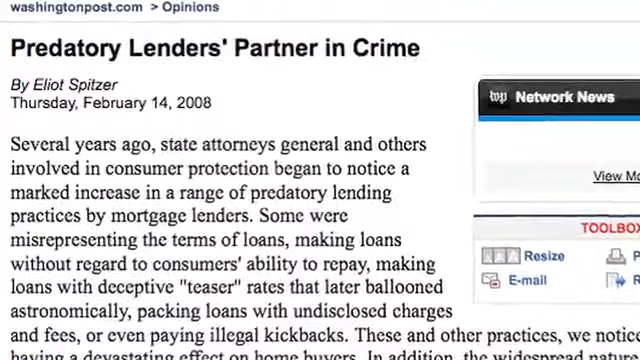 washingtonpost.com > Opinions
Predatory Lenders' Partner in Crime
By Eliot Spitzer
Thursday, February 14, 2008
wp Network News
View Mo
TOOLBOX
Resize
E-mail
Several years ago, state attorneys general and others
involved in consumer protection began to notice a
marked increase in a range of predatory lending
practices by mortgage lenders. Some were
misrepresenting the terms of loans, making loans
without regard to consumers' ability to repay, making
loans with deceptive "teaser" rates that later ballooned
astronomically, packing loans with undisclosed charges
and fees, or even paying illegal kickbacks. These and other practices, we notice
having a devastating effect on home buyers. In addition, the widespread nature